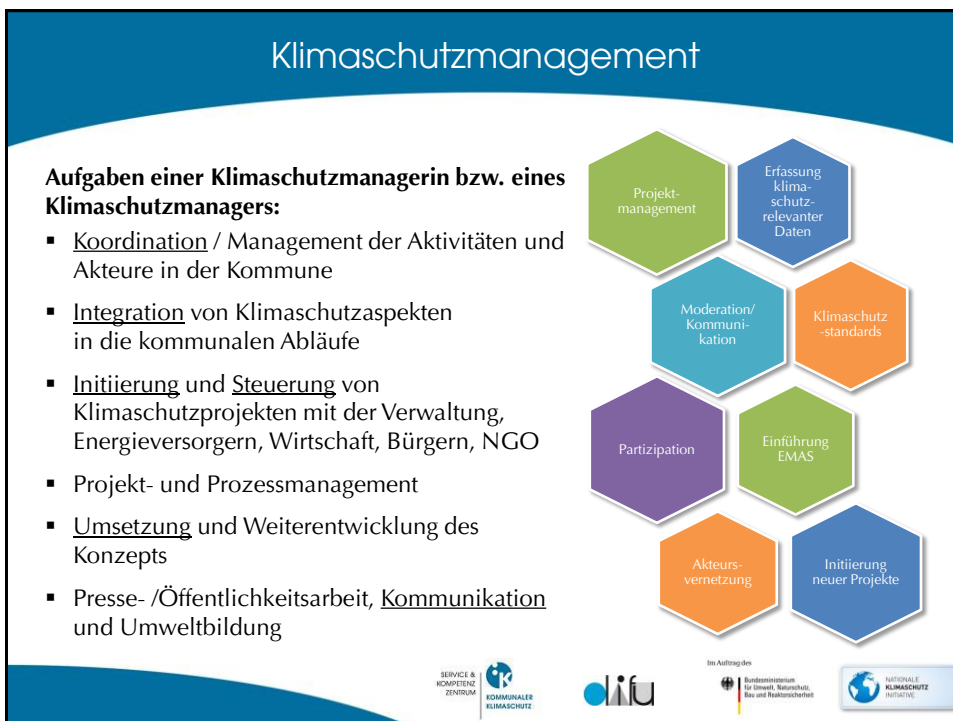 Klimaschutzmanagement
Aufgaben einer Klimaschutzmanagerin bzw. eines
Klimaschutzmanagers:
▪ Koordination / Management der Aktivitäten und
Akteure in der Kommune
▪ Integration von Klimaschutzaspekten
in die kommunalen Abläufe
▪ Initiierung und Steuerung von
Klimaschutzprojekten mit der Verwaltung,
Energieversorgern, Wirtschaft, Bürgern, NGO
▪ Projekt- und Prozessmanagement
▪ Umsetzung und Weiterentwicklung des
Konzepts
▪ Presse- /Öffentlichkeitsarbeit, Kommunikation
und Umweltbildung
Projekt-
management
Erfassung
klima-
schutz-
relevanter
Daten
Moderation/
Kommuni-
kation
Klimaschutz
-standards
Partizipation
Einführung
EMAS
Akteurs-
vernetzung
Initiierung
neuer Projekte
SERVICE &
KOMPETENZ
ZENTRUM
KOMMUNALER
KLIMASCHUTZ
difu
Im Auftrag des
Bundesministerium
für Umwelt, Naturschutz,
Bau und Reaktorsicherheit
NATIONALE
KLIMASCHUTZ
INITIATIVE